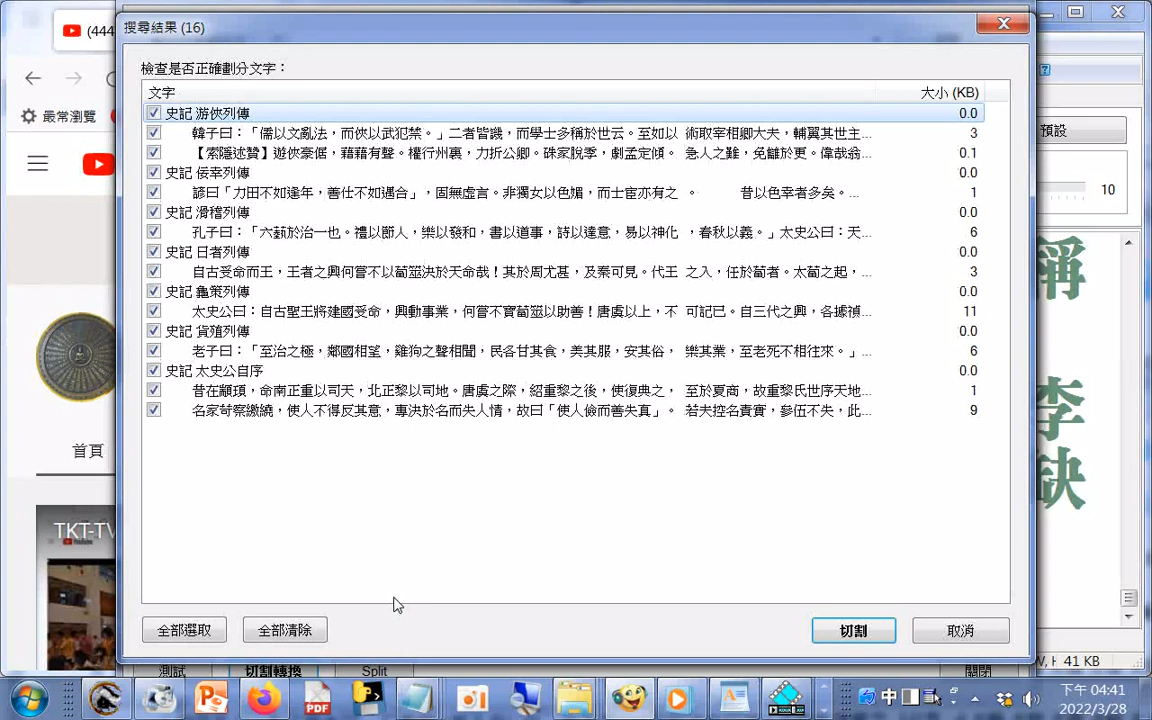 (444
搜尋結果 (16)
檢查是否正確劃分文字：
最常瀏覽
文字 大小 (KB)
史記 游俠列傳 0.0
韓子曰：「儒以文亂法，而俠以武犯禁。」二者皆譏，而學士多稱於世云。至如以 術取宰相卿大夫，輔翼其世主... 3
【索隱述贊】遊俠豪倨，藉藉有聲。權行州裏，力折公卿。硃家脫季，劇孟定傾。 急人之難，免讎於更。偉哉翁... 0.1
史記 佞幸列傳 0.0
諺曰「力田不如逢年，善仕不如遇合」，固無虛言。非獨女以色媚，而士宦亦有之 。 昔以色幸者多矣。... 1
史記 滑稽列傳 0.0
孔子曰：「六蓺於治一也。禮以節人，樂以發和，書以道事，詩以達意，易以神化 ，春秋以義。」太史公曰：天... 6
史記 日者列傳 0.0
自古受命而王，王者之興何嘗不以蔔筮決於天命哉！其於周尤甚，及秦可見。代王 之入，任於蔔者。太蔔之起，... 3
史記 龜策列傳 0.0
太史公曰：自古聖王將建國受命，興動事業，何嘗不寶蔔筮以助善！唐虞以上，不 可記已。自三代之興，各據禎... 11
史記 貨殖列傳 0.0
老子曰：「至治之極，鄰國相望，雞狗之聲相聞，民各甘其食，美其服，安其俗， 樂其業，至老死不相往來。」... 6
史記 太史公自序 0.0
昔在顓頊，命南正重以司天，北正黎以司地。唐虞之際，紹重黎之後，使復典之， 至於夏商，故重黎氏世序天地... 1
名家苛察繳繞，使人不得反其意，專決於名而失人情，故曰「使人儉而善失真」。 若夫控名責實，參伍不失，此... 9
預設
10
稱
李
缺
首頁
TKT-TV
全部選取 全部清除 切割 取消
測試 切割轉換 Split 關閉
41 KB
中
下午 04:41
2022/3/28